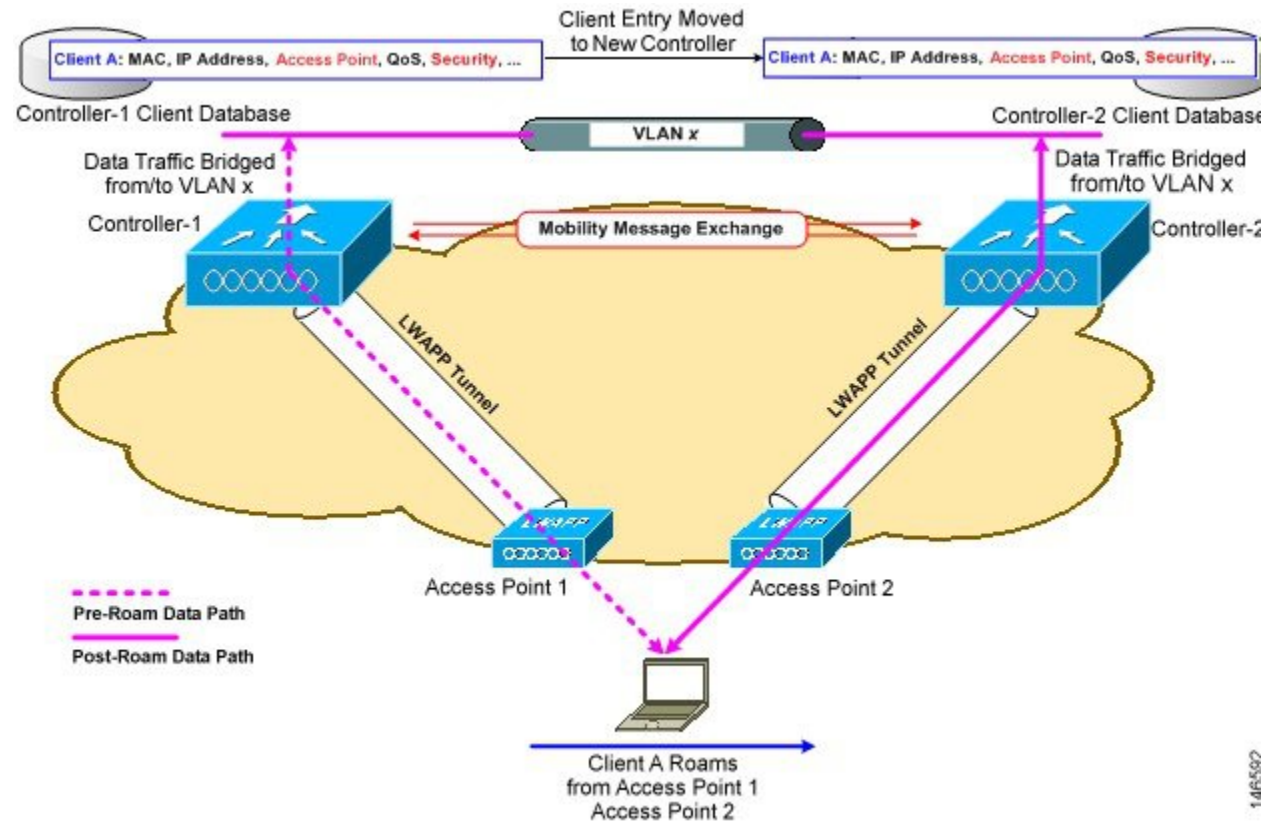 Client Entry Moved
to New Controller
Client A: MAC, IP Address, Access Point, QoS, Security, ...
Client A: MAC, IP Address, Access Point, QoS, Security, ...
Controller-1 Client Database
Controller-2 Client Database
VLAN x
Data Traffic Bridged
from/to VLAN x
Data Traffic Bridged
from/to VLAN x
Controller-1
Mobility Message Exchange
Controller-2
LWAPP Tunnel
LWAPP Tunnel
LWAPP
LWAPP
Access Point 1
Access Point 2
Pre-Roam Data Path
Post-Roam Data Path
Client A Roams
from Access Point 1
Access Point 2
146592